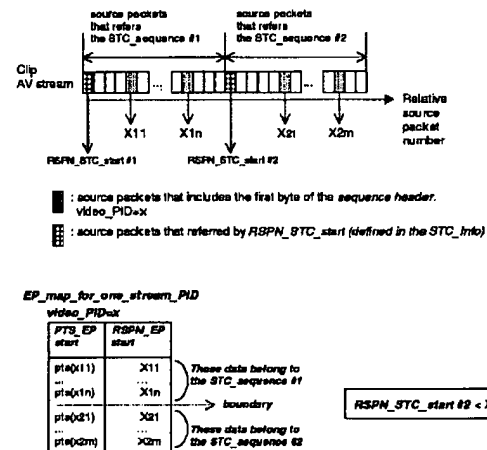 source packets that refers the STC_sequence #1
source packets that refers the STC_sequence #2
Clip AV stream
...
...
X11
X1n
X21
X2m
Relative source packet number
RSPN_STC_start #1
RSPN_STC_start #2
: source packets that includes the first byte of the sequence header.
video_PID=x
: source packets that referred by RSPN_STC_start (defined in the STC_Info)
EP_map_for_one_stream_PID
video_PID=x
PTS_EP start
RSPN_EP start
pts(x11) X11
... ...
pts(x1n) X1n
pts(x21) X21
... ...
pts(x2m) X2m
These data belong to the STC_sequence #1
boundary
These data belong to the STC_sequence #2
RSPN_STC_start #2 <